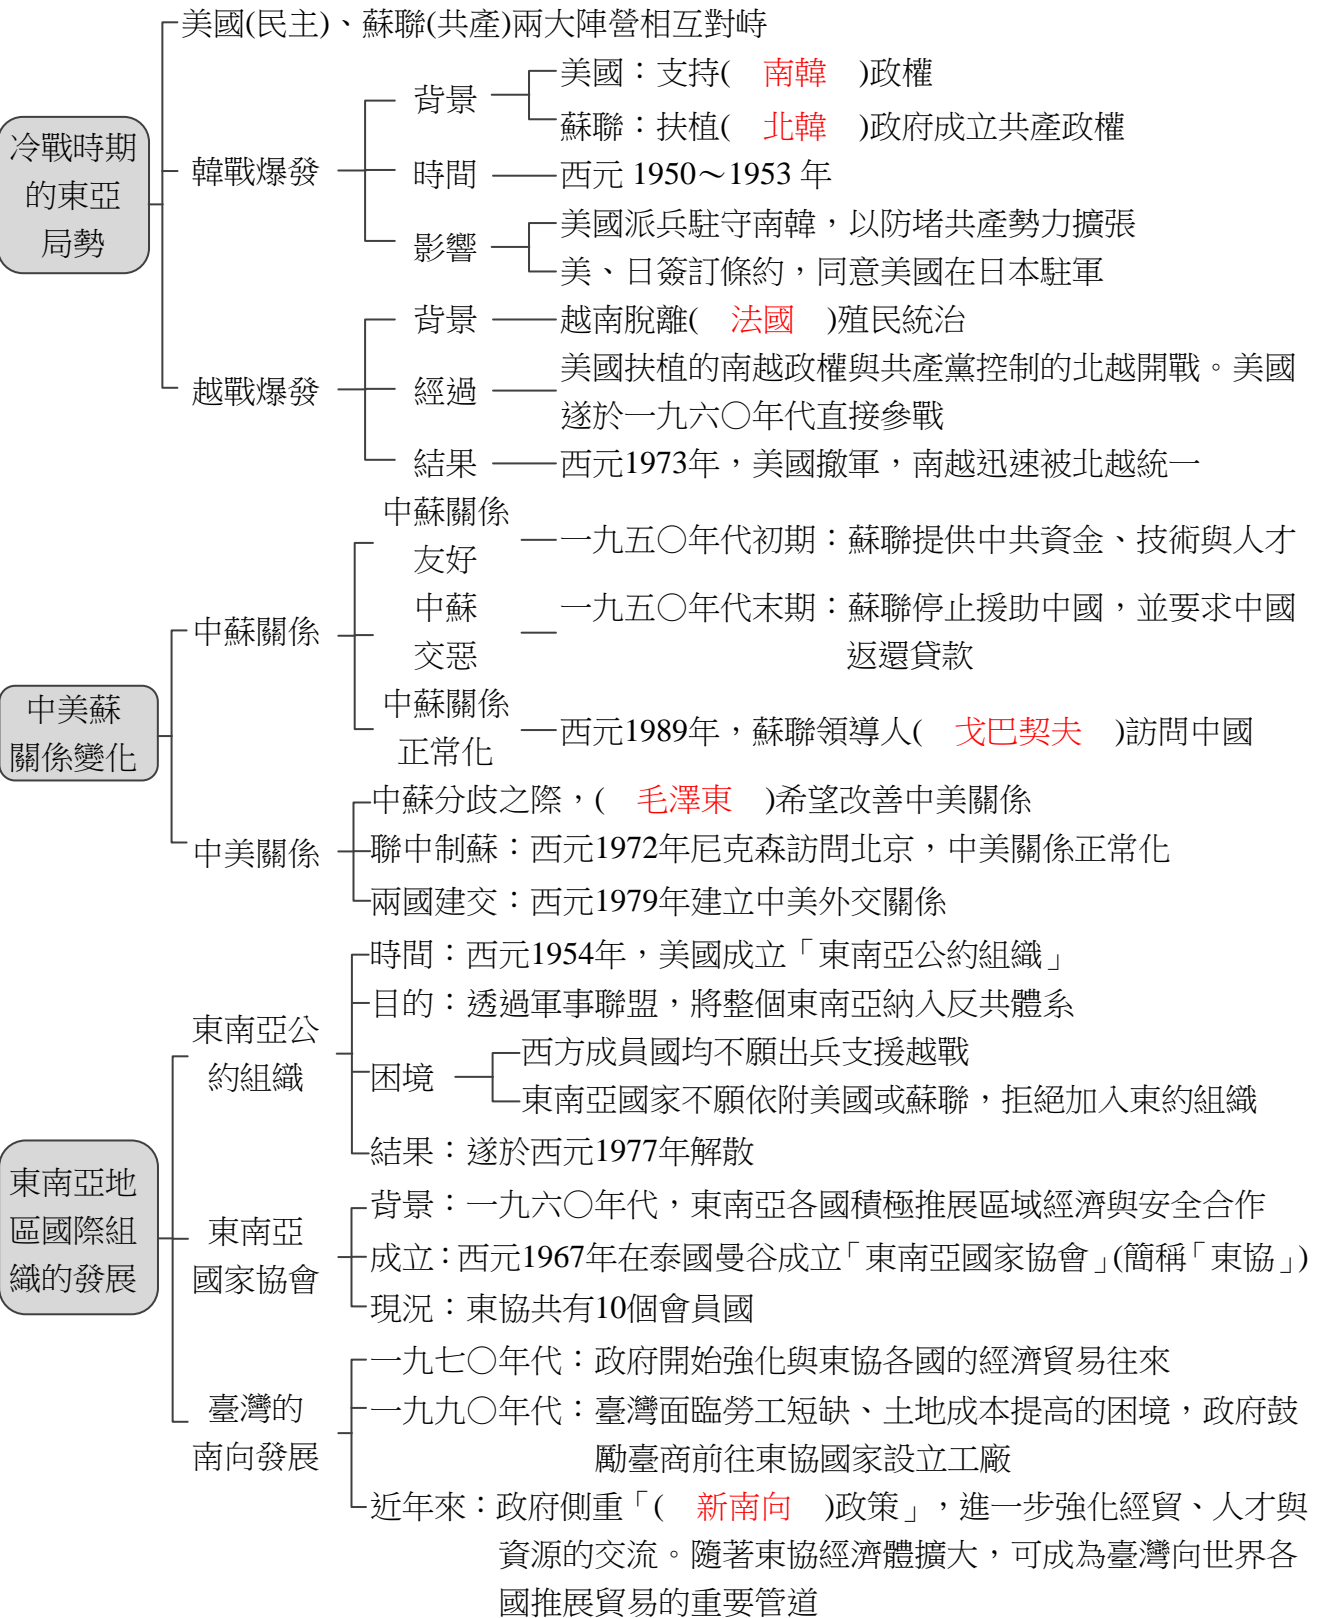 美國(民主)、蘇聯(共產)兩大陣營相互對峙
冷戰時期
的東亞
局勢
韓戰爆發
背景
美國：支持( 南韓 )政權
蘇聯：扶植( 北韓 )政府成立共產政權
時間
西元 1950～1953 年
影響
美國派兵駐守南韓，以防堵共產勢力擴張
美、日簽訂條約，同意美國在日本駐軍
越戰爆發
背景
越南脫離( 法國 )殖民統治
經過
美國扶植的南越政權與共產黨控制的北越開戰。美國
遂於一九六○年代直接參戰
結果
西元1973年，美國撤軍，南越迅速被北越統一
中美蘇
關係變化
中蘇關係
中蘇關係
友好
一九五○年代初期：蘇聯提供中共資金、技術與人才
中蘇
交惡
一九五○年代末期：蘇聯停止援助中國，並要求中國
返還貸款
中蘇關係
正常化
西元1989年，蘇聯領導人( 戈巴契夫 )訪問中國
中美關係
中蘇分歧之際，( 毛澤東 )希望改善中美關係
聯中制蘇：西元1972年尼克森訪問北京，中美關係正常化
兩國建交：西元1979年建立中美外交關係
東南亞地
區國際組
織的發展
東南亞公
約組織
時間：西元1954年，美國成立「東南亞公約組織」
目的：透過軍事聯盟，將整個東南亞納入反共體系
困境
西方成員國均不願出兵支援越戰
東南亞國家不願依附美國或蘇聯，拒絕加入東約組織
結果：遂於西元1977年解散
東南亞
國家協會
背景：一九六○年代，東南亞各國積極推展區域經濟與安全合作
成立：西元1967年在泰國曼谷成立「東南亞國家協會」(簡稱「東協」)
現況：東協共有10個會員國
臺灣的
南向發展
一九七○年代：政府開始強化與東協各國的經濟貿易往來
一九九○年代：臺灣面臨勞工短缺、土地成本提高的困境，政府鼓
勵臺商前往東協國家設立工廠
近年來：政府側重「( 新南向 )政策」，進一步強化經貿、人才與
資源的交流。隨著東協經濟體擴大，可成為臺灣向世界各
國推展貿易的重要管道